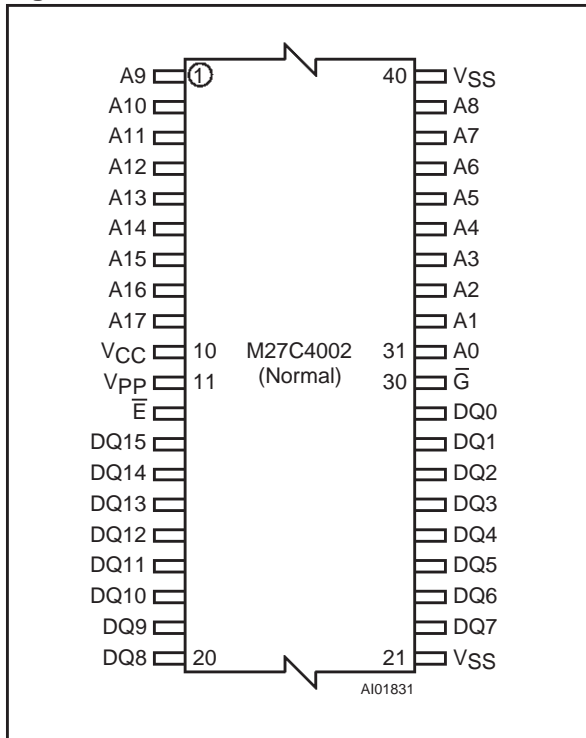 A9 1 40 VSS
A10 A8
A11 A7
A12 A6
A13 A5
A14 A4
A15 A3
A16 A2
A17 A1
VCC 10 M27C4002 31 A0
VPP 11 (Normal) 30 G̅
E̅ DQ0
DQ15 DQ1
DQ14 DQ2
DQ13 DQ3
DQ12 DQ4
DQ11 DQ5
DQ10 DQ6
DQ9 DQ7
DQ8 20 21 VSS
AI01831